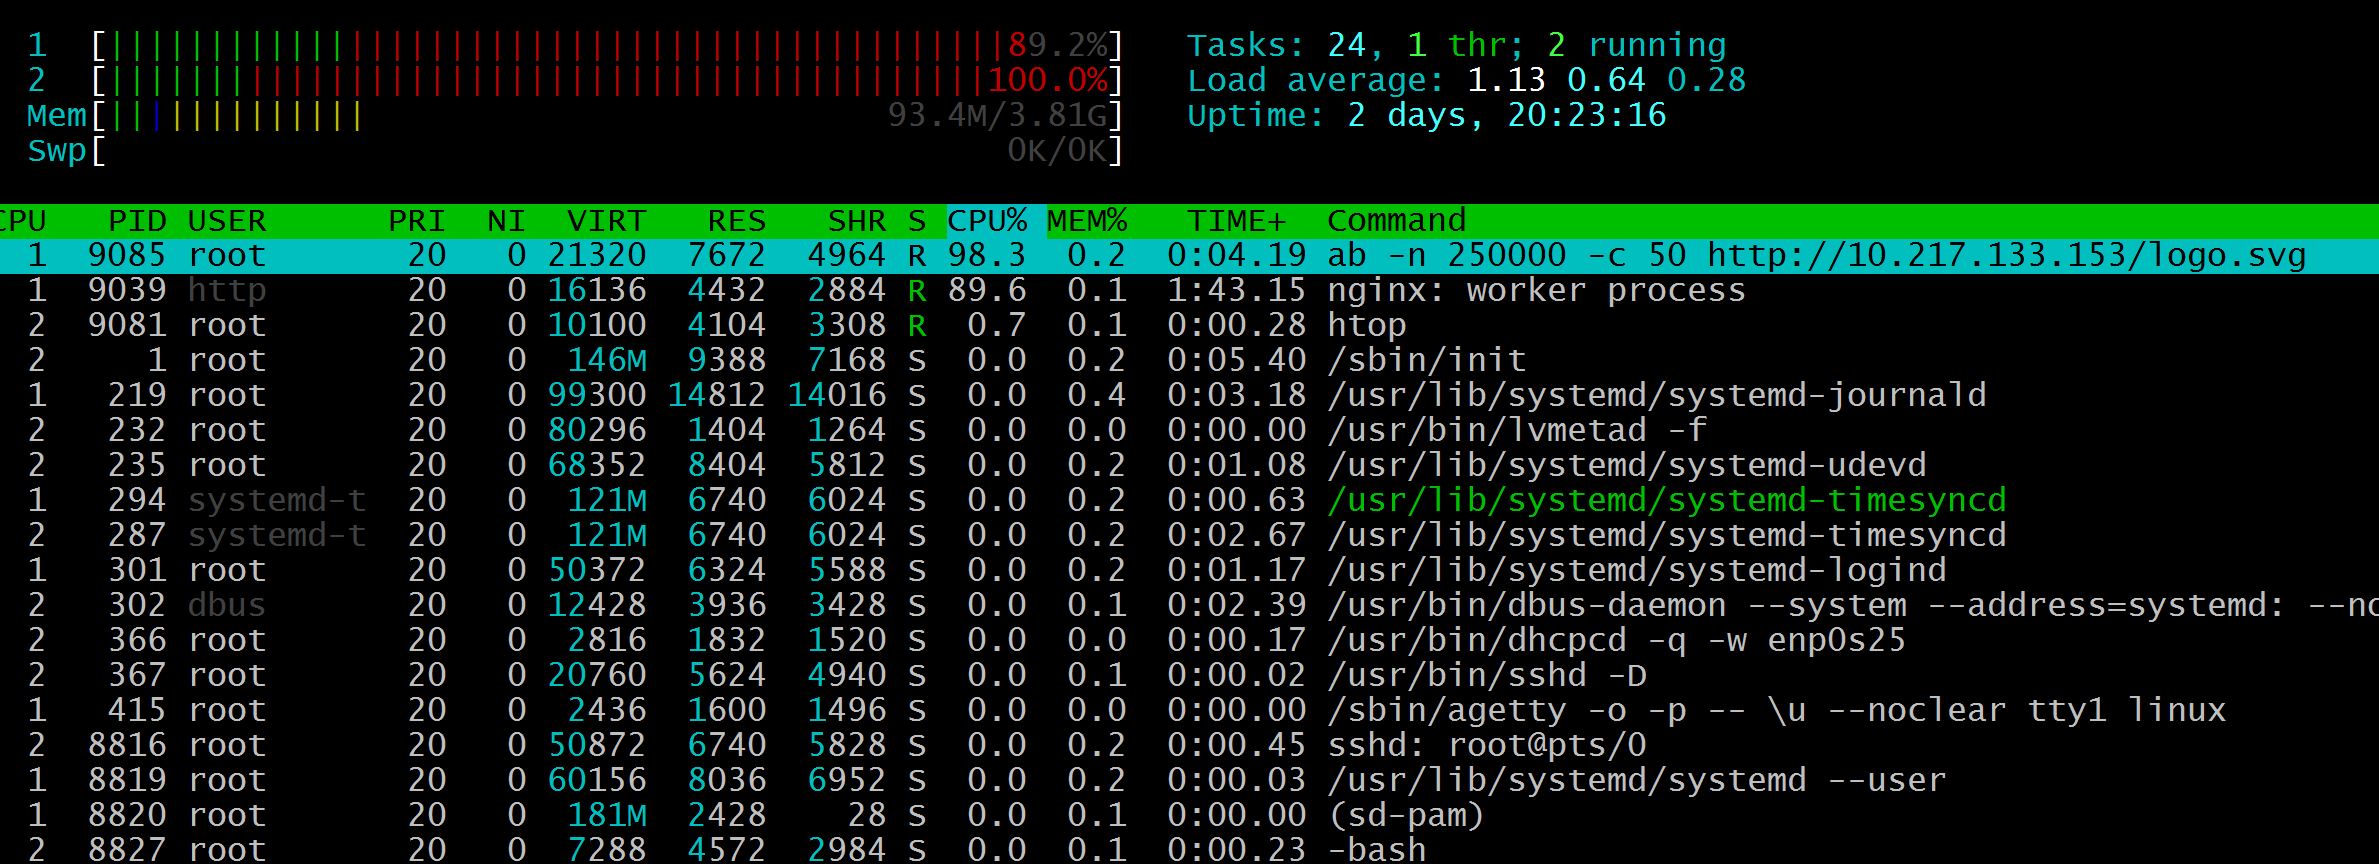 1 [|||||||||||||||||||||||||||||||||||||||||||||89.2%] Tasks: 24, 1 thr; 2 running
2 [||||||||||||||||||||||||||||||||||||||||||||100.0%] Load average: 1.13 0.64 0.28
Mem[||||||||||||| 93.4M/3.81G] Uptime: 2 days, 20:23:16
Swp[ 0K/0K]
CPU PID USER PRI NI VIRT RES SHR S CPU% MEM% TIME+ Command
1 9085 root 20 0 21320 7672 4964 R 98.3 0.2 0:04.19 ab -n 250000 -c 50 http://10.217.133.153/logo.svg
1 9039 http 20 0 16136 4432 2884 R 89.6 0.1 1:43.15 nginx: worker process
2 9081 root 20 0 10100 4104 3308 R 0.7 0.1 0:00.28 htop
2 1 root 20 0 146M 9388 7168 S 0.0 0.2 0:05.40 /sbin/init
1 219 root 20 0 99300 14812 14016 S 0.0 0.4 0:03.18 /usr/lib/systemd/systemd-journald
2 232 root 20 0 80296 1404 1264 S 0.0 0.0 0:00.00 /usr/bin/lvmetad -f
2 235 root 20 0 68352 8404 5812 S 0.0 0.2 0:01.08 /usr/lib/systemd/systemd-udevd
1 294 systemd-t 20 0 121M 6740 6024 S 0.0 0.2 0:00.63 /usr/lib/systemd/systemd-timesyncd
2 287 systemd-t 20 0 121M 6740 6024 S 0.0 0.2 0:02.67 /usr/lib/systemd/systemd-timesyncd
1 301 root 20 0 50372 6324 5588 S 0.0 0.2 0:01.17 /usr/lib/systemd/systemd-logind
2 302 dbus 20 0 12428 3936 3428 S 0.0 0.1 0:02.39 /usr/bin/dbus-daemon --system --address=systemd: --no
2 366 root 20 0 2816 1832 1520 S 0.0 0.0 0:00.17 /usr/bin/dhcpcd -q -w enp0s25
2 367 root 20 0 20760 5624 4940 S 0.0 0.1 0:00.02 /usr/bin/sshd -D
1 415 root 20 0 2436 1600 1496 S 0.0 0.0 0:00.00 /sbin/agetty -o -p -- \u --noclear tty1 linux
2 8816 root 20 0 50872 6740 5828 S 0.0 0.2 0:00.45 sshd: root@pts/0
1 8819 root 20 0 60156 8036 6952 S 0.0 0.2 0:00.03 /usr/lib/systemd/systemd --user
1 8820 root 20 0 181M 2428 28 S 0.0 0.1 0:00.00 (sd-pam)
2 8827 root 20 0 7288 4572 2984 S 0.0 0.1 0:00.23 -bash